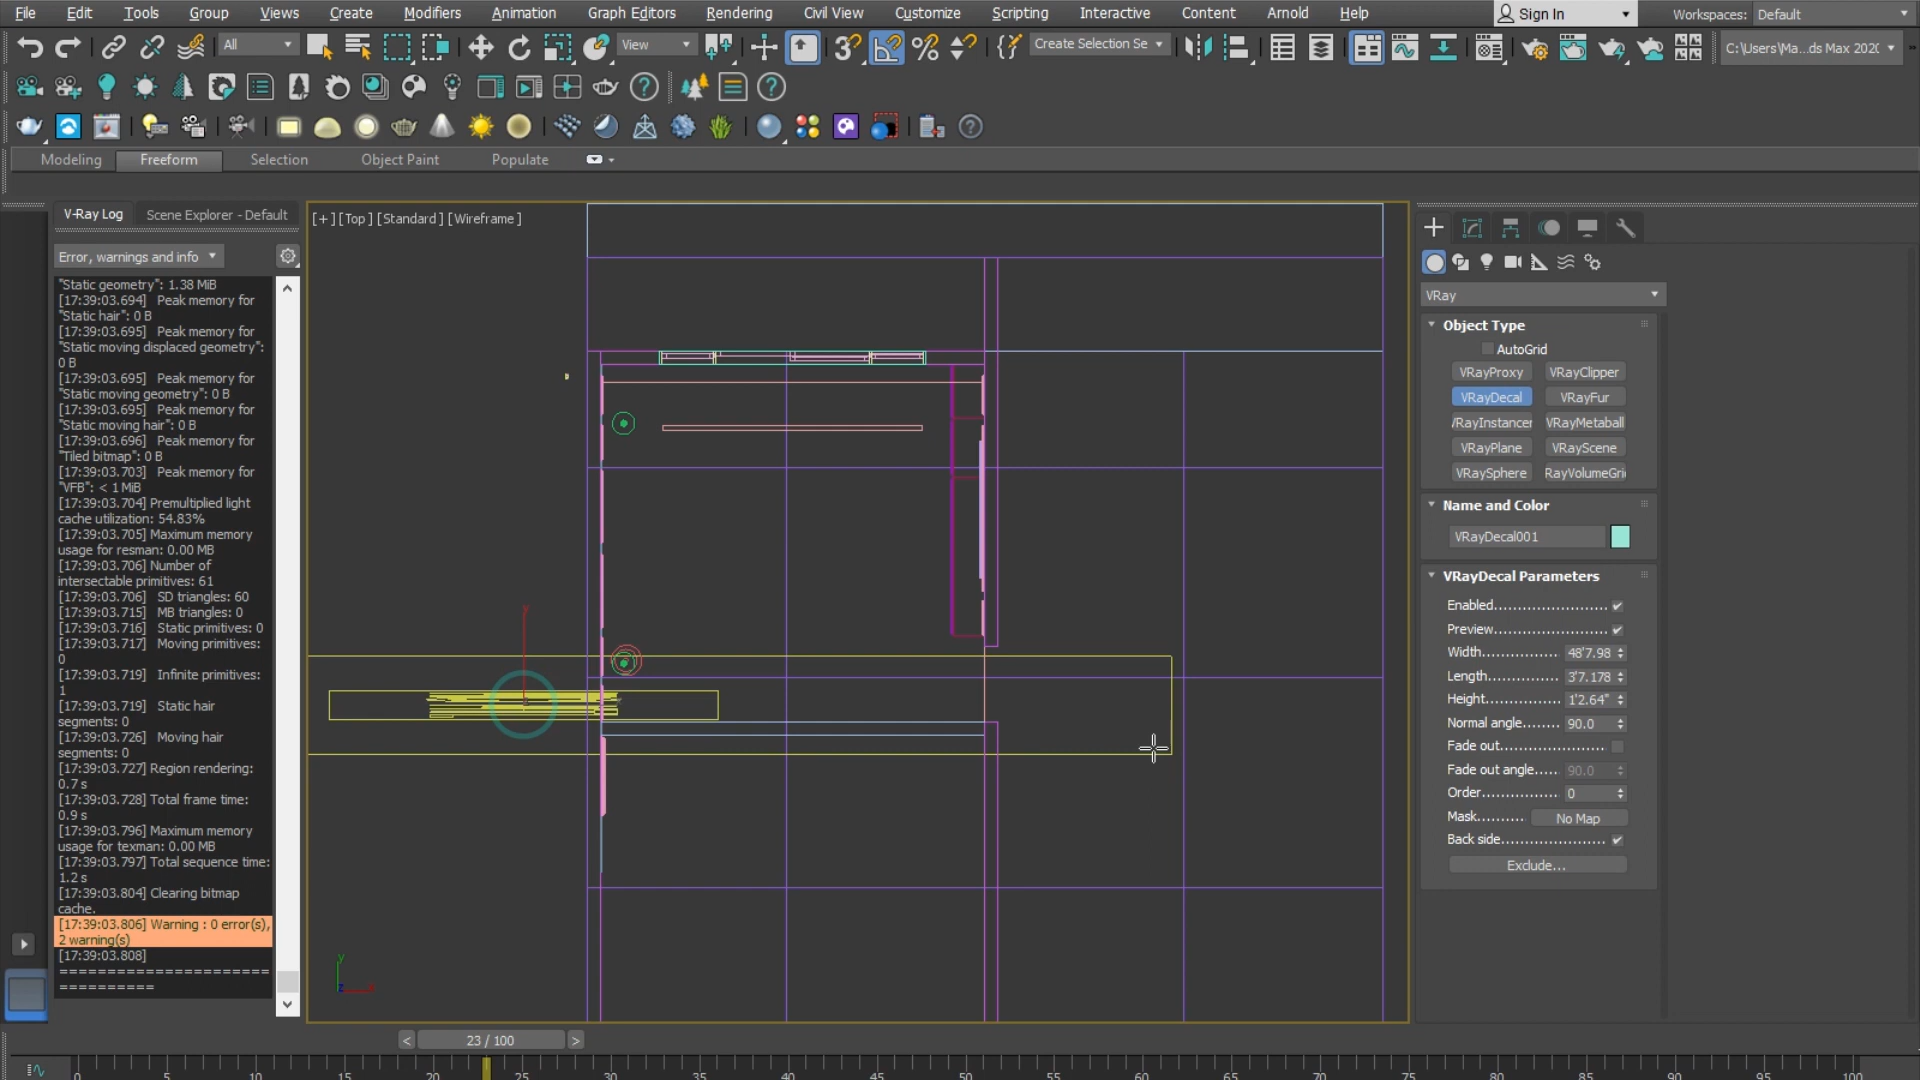 File Edit Tools Group Views Create Modifiers Animation Graph Editors Rendering Civil View Customize Scripting Interactive Content Arnold Help Sign In Workspaces: Default
All View Create Selection Se C:\Users\Ma...ds Max 2020
Modeling Freeform Selection Object Paint Populate
V-Ray Log Scene Explorer - Default
Error, warnings and info
"Static geometry": 1.38 MiB
[17:39:03.694] Peak memory for
"Static hair": 0 B
[17:39:03.695] Peak memory for
"Static moving displaced geometry":
0 B
[17:39:03.695] Peak memory for
"Static moving geometry": 0 B
[17:39:03.695] Peak memory for
"Static moving hair": 0 B
[17:39:03.696] Peak memory for
"Tiled bitmap": 0 B
[17:39:03.703] Peak memory for
"VFB": < 1 MiB
[17:39:03.704] Premultiplied light
cache utilization: 54.83%
[17:39:03.705] Maximum memory
usage for resman: 0.00 MB
[17:39:03.706] Number of
intersectable primitives: 61
[17:39:03.706] SD triangles: 60
[17:39:03.715] MB triangles: 0
[17:39:03.716] Static primitives: 0
[17:39:03.717] Moving primitives:
0
[17:39:03.719] Infinite primitives:
1
[17:39:03.719] Static hair
segments: 0
[17:39:03.726] Moving hair
segments: 0
[17:39:03.727] Region rendering:
0.7 s
[17:39:03.728] Total frame time:
0.9 s
[17:39:03.796] Maximum memory
usage for texman: 0.00 MB
[17:39:03.797] Total sequence time:
1.2 s
[17:39:03.804] Clearing bitmap
cache.
[17:39:03.806] Warning : 0 error(s),
2 warning(s)
[17:39:03.808]
========================
==========
[+] [Top] [Standard] [Wireframe]
y
y
x
z
VRay
Object Type
AutoGrid
VRayProxy VRayClipper
VRayDecal VRayFur
/RayInstancer VRayMetaball
VRayPlane VRayScene
VRaySphere RayVolumeGri
Name and Color
VRayDecal001
VRayDecal Parameters
Enabled
Preview
Width 48'7.98
Length 3'7.178
Height 1'2.64"
Normal angle 90.0
Fade out
Fade out angle 90.0
Order 0
Mask No Map
Back side
Exclude...
< 23 / 100 >
0 5 10 15 20 25 30 35 40 45 50 55 60 65 70 75 80 85 90 95 100